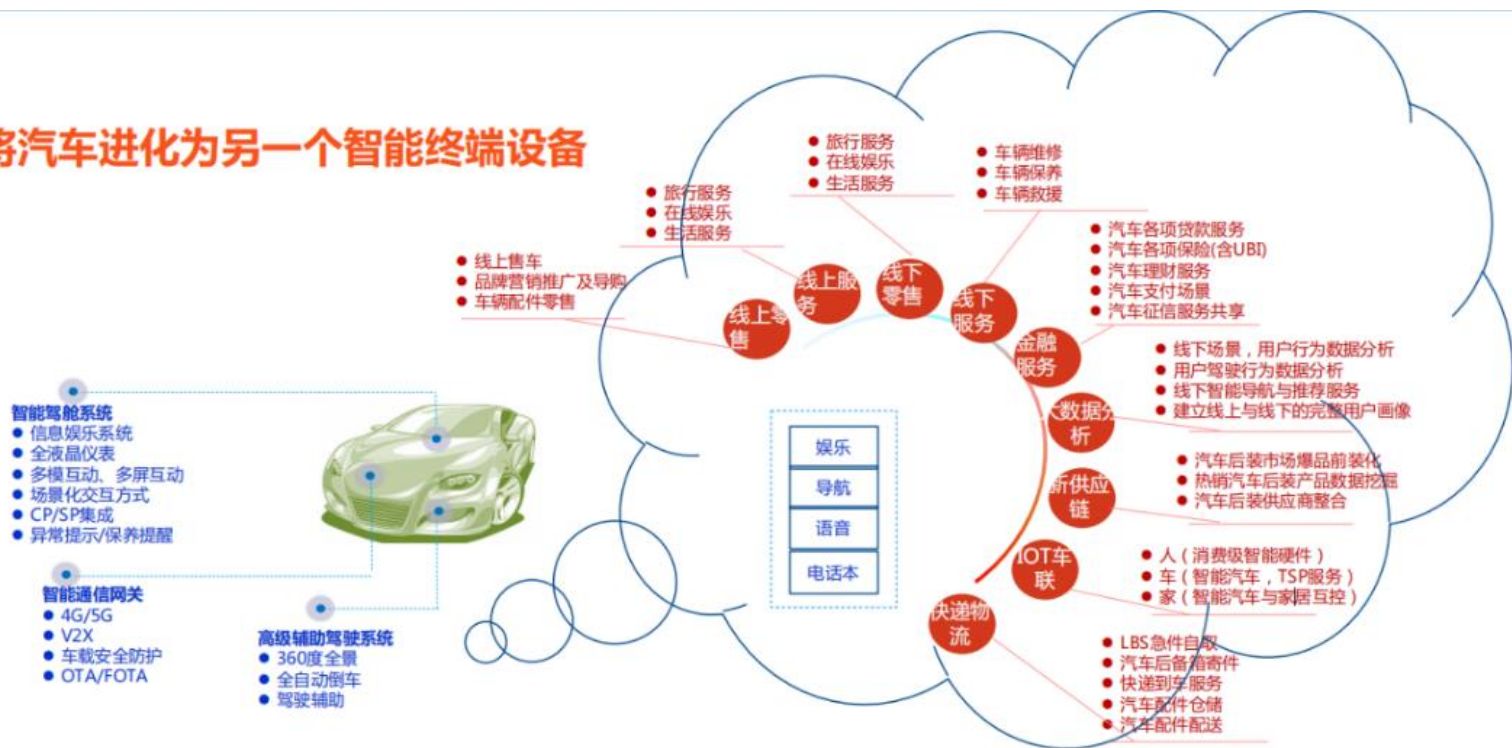 将汽车进化为另一个智能终端设备
旅行服务
在线娱乐
生活服务
车辆维修
车辆保养
车辆救援
旅行服务
在线娱乐
生活服务
汽车各项贷款服务
汽车各项保险(含UBI)
汽车理财服务
汽车支付场景
汽车征信服务共享
线上售车
品牌营销推广及导购
车辆配件零售
线上零
售
线上服
务
线下
零售
线下
服务
金融
服务
线下场景，用户行为数据分析
用户驾驶行为数据分析
线下智能导航与推荐服务
建立线上与线下的完整用户画像
大数据分
析
智能驾舱系统
信息娱乐系统
全液晶仪表
多模互动、多屏互动
场景化交互方式
CP/SP集成
异常提示/保养提醒
娱乐
导航
语音
电话本
汽车后装市场爆品前装化
热销汽车后装产品数据挖掘
汽车后装供应商整合
新供应
链
IOT车
联
人（消费级智能硬件）
车（智能汽车，TSP服务）
家（智能汽车与家居互控）
智能通信网关
4G/5G
V2X
车载安全防护
OTA/FOTA
高级辅助驾驶系统
360度全景
全自动倒车
驾驶辅助
快递物
流
LBS急件自取
汽车后备箱寄件
快递到车服务
汽车配件仓储
汽车配件配送